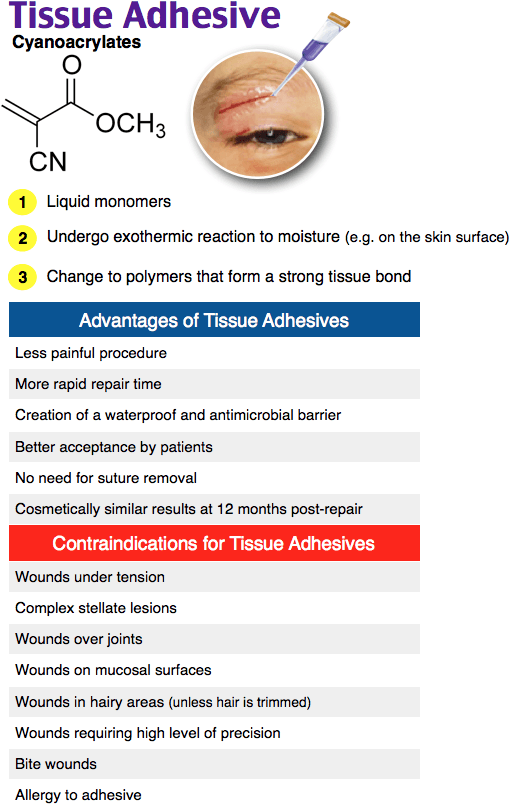 Tissue Adhesive
Cyanoacrylates
O
OCH3
CN
1 Liquid monomers
2 Undergo exothermic reaction to moisture (e.g. on the skin surface)
3 Change to polymers that form a strong tissue bond
Advantages of Tissue Adhesives
Less painful procedure
More rapid repair time
Creation of a waterproof and antimicrobial barrier
Better acceptance by patients
No need for suture removal
Cosmetically similar results at 12 months post-repair
Contraindications for Tissue Adhesives
Wounds under tension
Complex stellate lesions
Wounds over joints
Wounds on mucosal surfaces
Wounds in hairy areas (unless hair is trimmed)
Wounds requiring high level of precision
Bite wounds
Allergy to adhesive